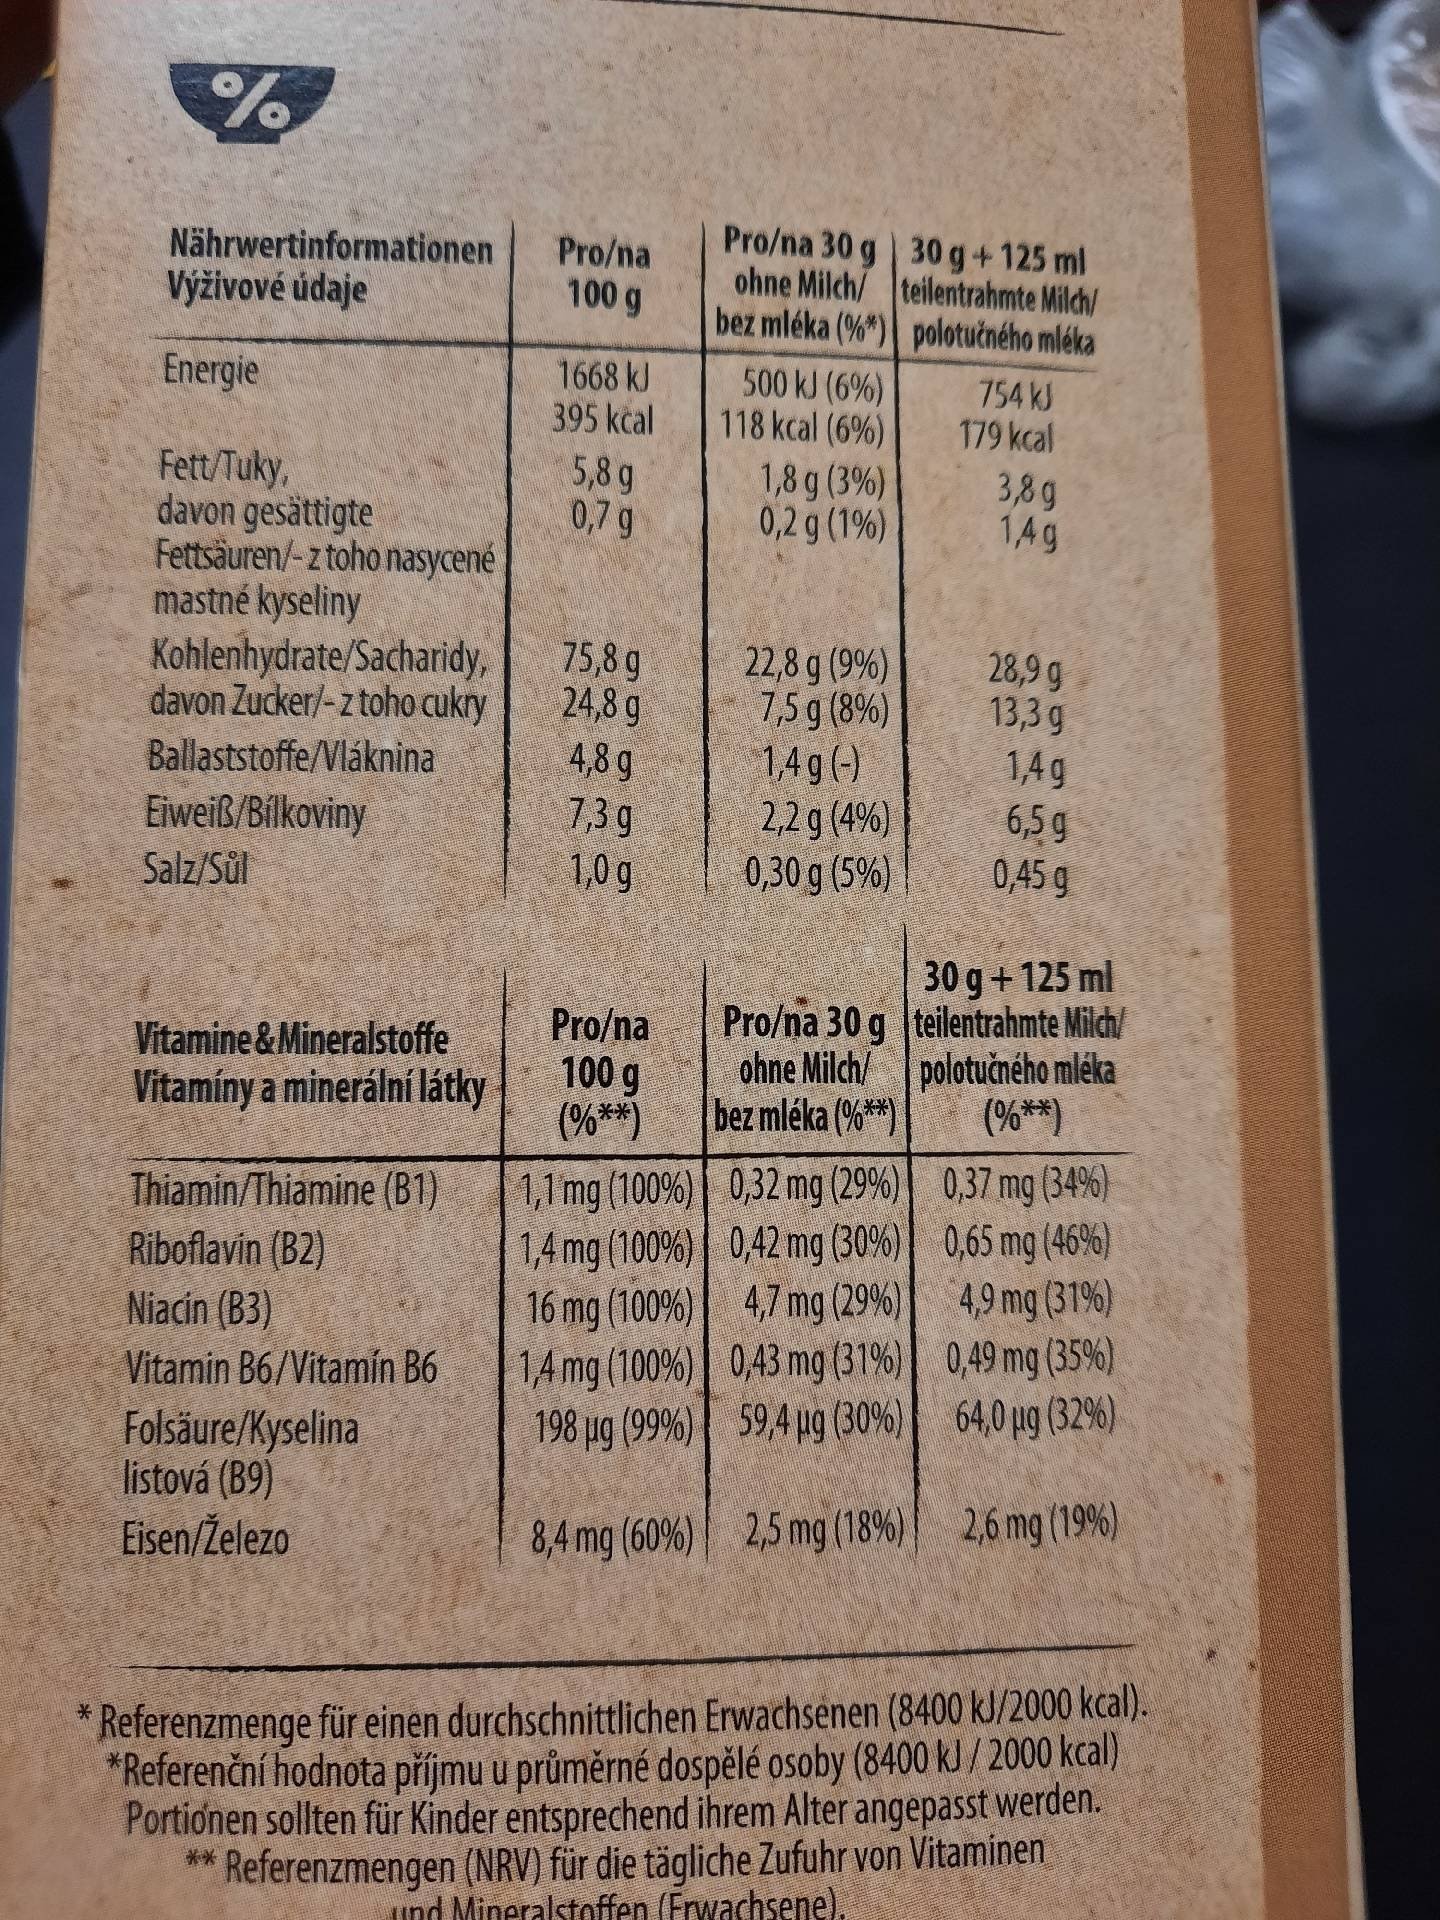 %
Nährwertinformationen Pro/na Pro/na 30 g 30 g + 125 ml
Výživové údaje 100 g ohne Milch/ teilentrahmte Milch/
bez mléka (%*) polotučného mléka
Energie 1668 kJ 500 kJ (6%) 754 kJ
395 kcal 118 kcal (6%) 179 kcal
Fett/Tuky, 5,8 g 1,8 g (3%) 3,8 g
davon gesättigte 0,7 g 0,2 g (1%) 1,4 g
Fettsäuren/- z toho nasycené
mastné kyseliny
Kohlenhydrate/Sacharidy, 75,8 g 22,8 g (9%) 28,9 g
davon Zucker/- z toho cukry 24,8 g 7,5 g (8%) 13,3 g
Ballaststoffe/Vláknina 4,8 g 1,4 g (-) 1,4 g
Eiweiß/Bílkoviny 7,3 g 2,2 g (4%) 6,5 g
Salz/Sůl 1,0 g 0,30 g (5%) 0,45 g
30 g + 125 ml
Vitamine & Mineralstoffe Pro/na Pro/na 30 g teilentrahmte Milch/
Vitamíny a minerální látky 100 g ohne Milch/ polotučného mléka
(%**) bez mléka (%**) (%**)
Thiamin/Thiamine (B1) 1,1 mg (100%) 0,32 mg (29%) 0,37 mg (34%)
Riboflavin (B2) 1,4 mg (100%) 0,42 mg (30%) 0,65 mg (46%)
Niacin (B3) 16 mg (100%) 4,7 mg (29%) 4,9 mg (31%)
Vitamin B6/Vitamín B6 1,4 mg (100%) 0,43 mg (31%) 0,49 mg (35%)
Folsäure/Kyselina 198 µg (99%) 59,4 µg (30%) 64,0 µg (32%)
listová (B9)
Eisen/Železo 8,4 mg (60%) 2,5 mg (18%) 2,6 mg (19%)
* Referenzmenge für einen durchschnittlichen Erwachsenen (8400 kJ/2000 kcal).
*Referenční hodnota příjmu u průměrné dospělé osoby (8400 kJ / 2000 kcal)
Portionen sollten für Kinder entsprechend ihrem Alter angepasst werden.
** Referenzmengen (NRV) für die tägliche Zufuhr von Vitaminen
und Mineralstoffen (Erwachsene).